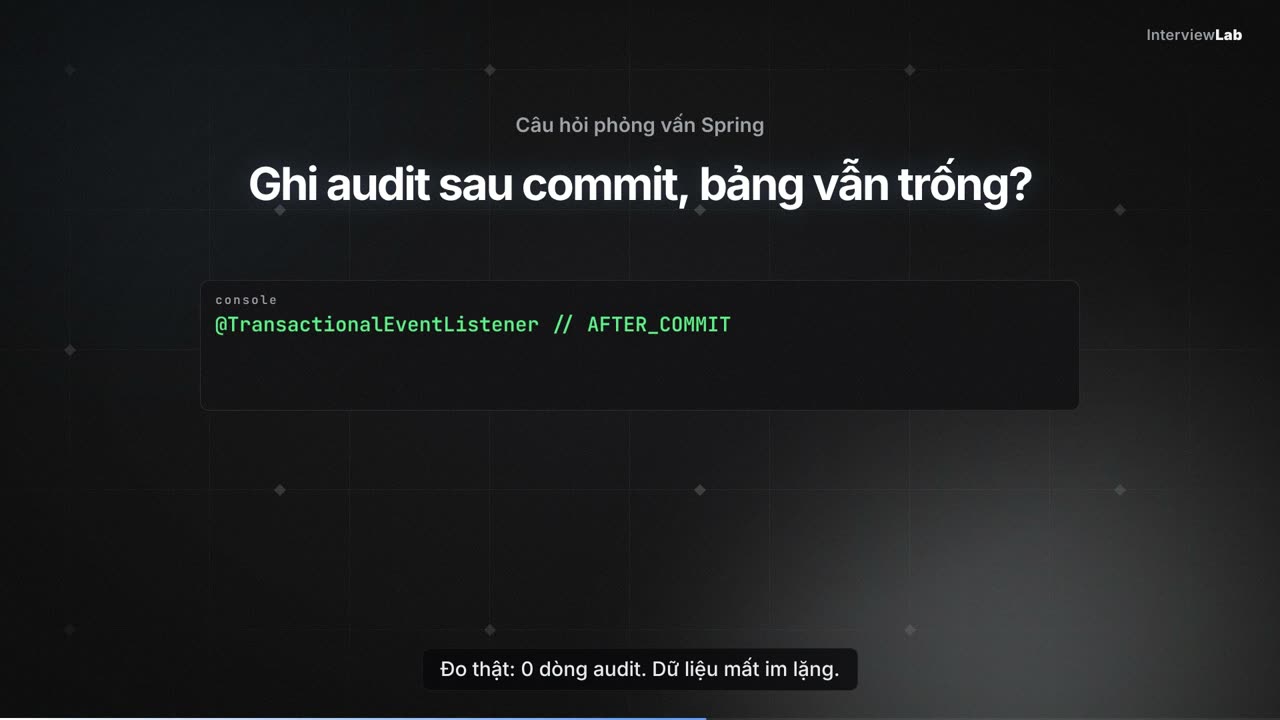 InterviewLab
Câu hỏi phỏng vấn Spring
Ghi audit sau commit, bảng vẫn trống?
console
@TransactionalEventListener // AFTER_COMMIT
Đo thật: 0 dòng audit. Dữ liệu mất im lặng.